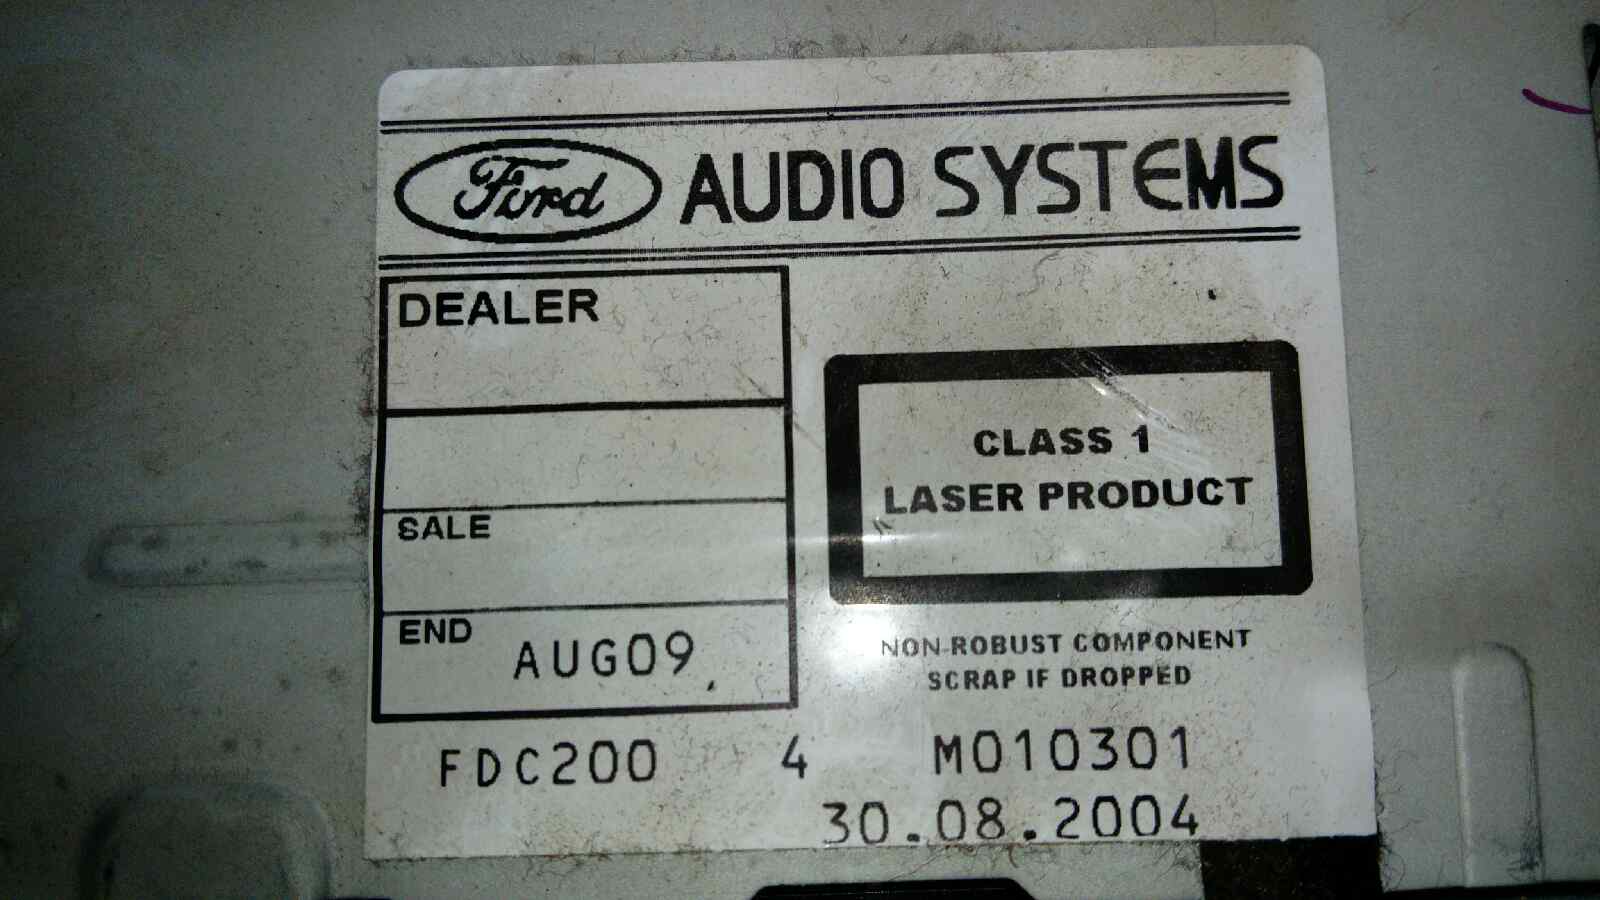 Ford AUDIO SYSTEMS
DEALER
SALE
END AUG09
CLASS 1
LASER PRODUCT
NON-ROBUST COMPONENT
SCRAP IF DROPPED
FDC200 4 M010301
30.08.2004